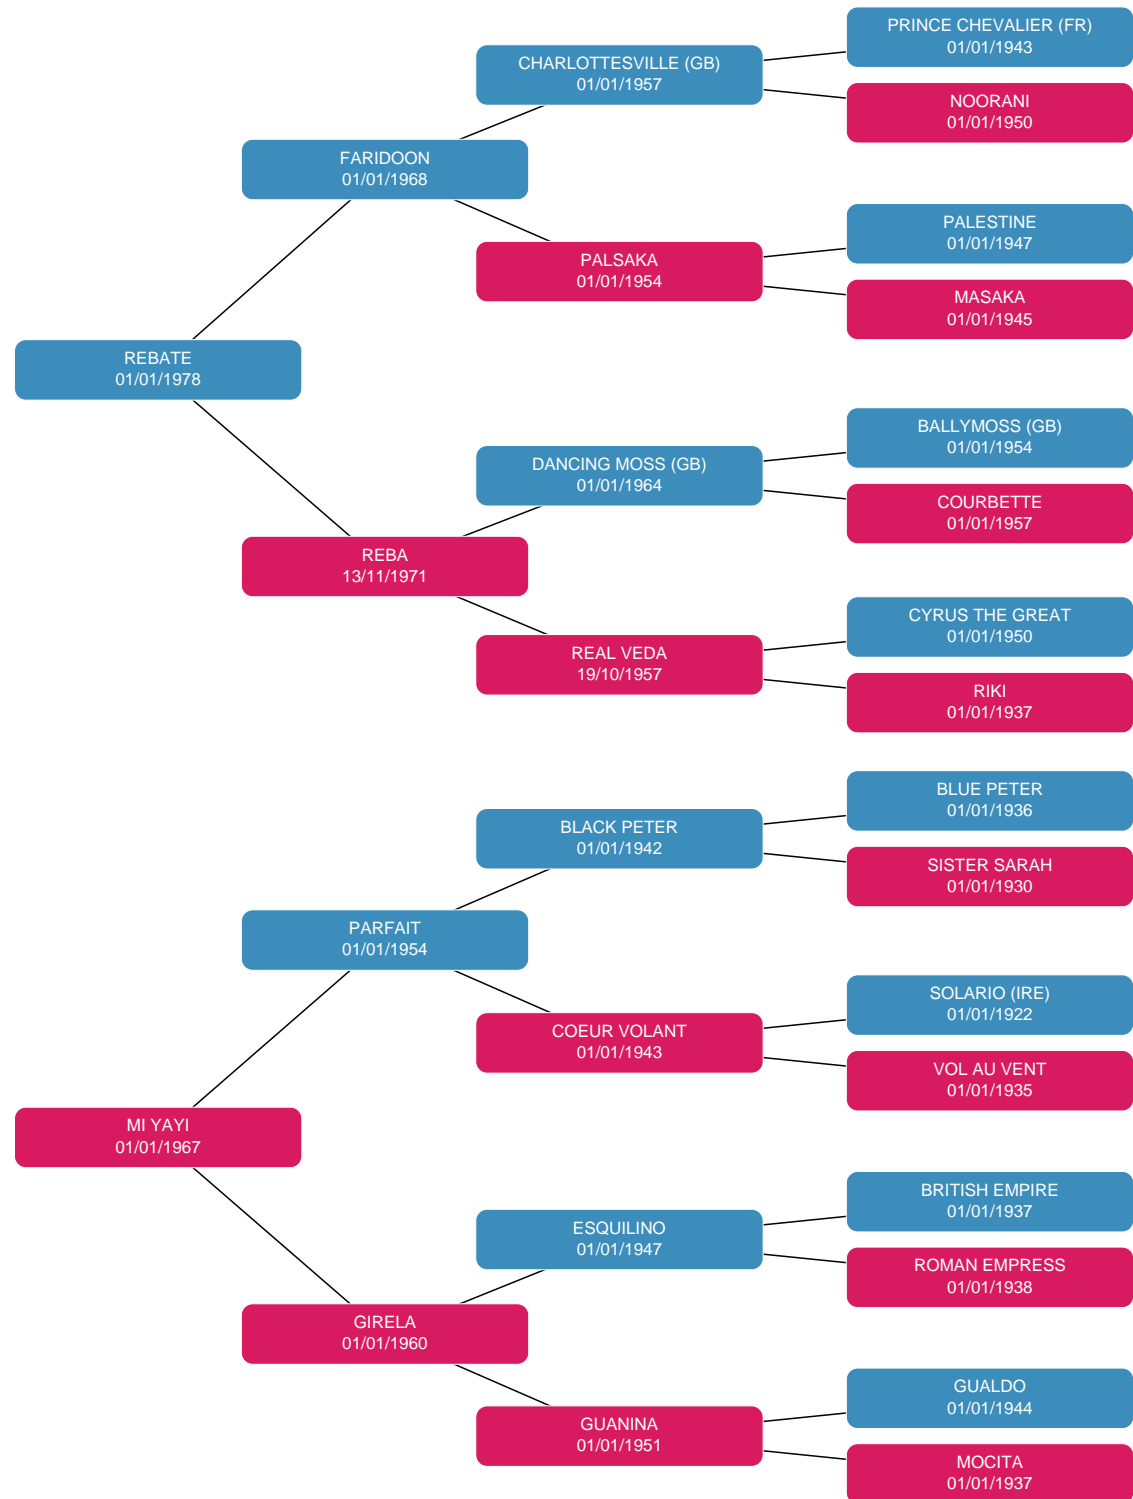 PRINCE CHEVALIER (FR)
01/01/1943
CHARLOTTESVILLE (GB)
01/01/1957
NOORANI
01/01/1950
FARIDOON
01/01/1968
PALESTINE
01/01/1947
PALSAKA
01/01/1954
MASAKA
01/01/1945
REBATE
01/01/1978
BALLYMOSS (GB)
01/01/1954
DANCING MOSS (GB)
01/01/1964
COURBETTE
01/01/1957
REBA
13/11/1971
CYRUS THE GREAT
01/01/1950
REAL VEDA
19/10/1957
RIKI
01/01/1937
BLUE PETER
01/01/1936
BLACK PETER
01/01/1942
SISTER SARAH
01/01/1930
PARFAIT
01/01/1954
SOLARIO (IRE)
01/01/1922
COEUR VOLANT
01/01/1943
VOL AU VENT
01/01/1935
MI YAYI
01/01/1967
BRITISH EMPIRE
01/01/1937
ESQUILINO
01/01/1947
ROMAN EMPRESS
01/01/1938
GIRELA
01/01/1960
GUALDO
01/01/1944
GUANINA
01/01/1951
MOCITA
01/01/1937